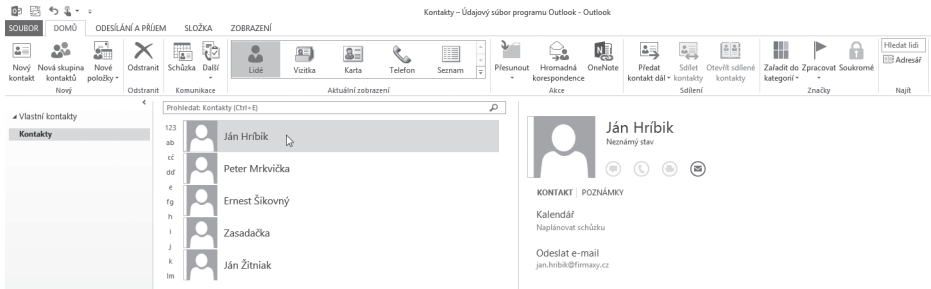 Kontakty – Údajový súbor programu Outlook - Outlook
SOUBOR DOMŮ ODESÍLÁNÍ A PŘÍJEM SLOŽKA ZOBRAZENÍ
Nový kontakt
Nová skupina kontaktů
Nové položky
Nový
Odstranit
Odstranit
Schůzka
Další
Komunikace
Lidé
Vizitka
Karta
Telefon
Seznam
Aktuální zobrazení
Přesunout
Hromadná korespondence
OneNote
Akce
Předat kontakt dál
Sdílet kontakty
Otevřít sdílené kontakty
Sdílení
Zařadit do kategorií
Zpracovat
Soukromé
Značky
Hledat lidi
Adresář
Najít
Vlastní kontakty
Kontakty
Prohledat: Kontakty (Ctrl+E)
123
ab
cč
dď
e
fg
h
i
j
k
lm
Ján Hríbik
Peter Mrkvička
Ernest Šikovný
Zasadačka
Ján Žitniak
Ján Hríbik
Neznámý stav
KONTAKT POZNÁMKY
Kalendář
Naplánovat schůzku
Odeslat e-mail
jan.hribik@firmaxy.cz